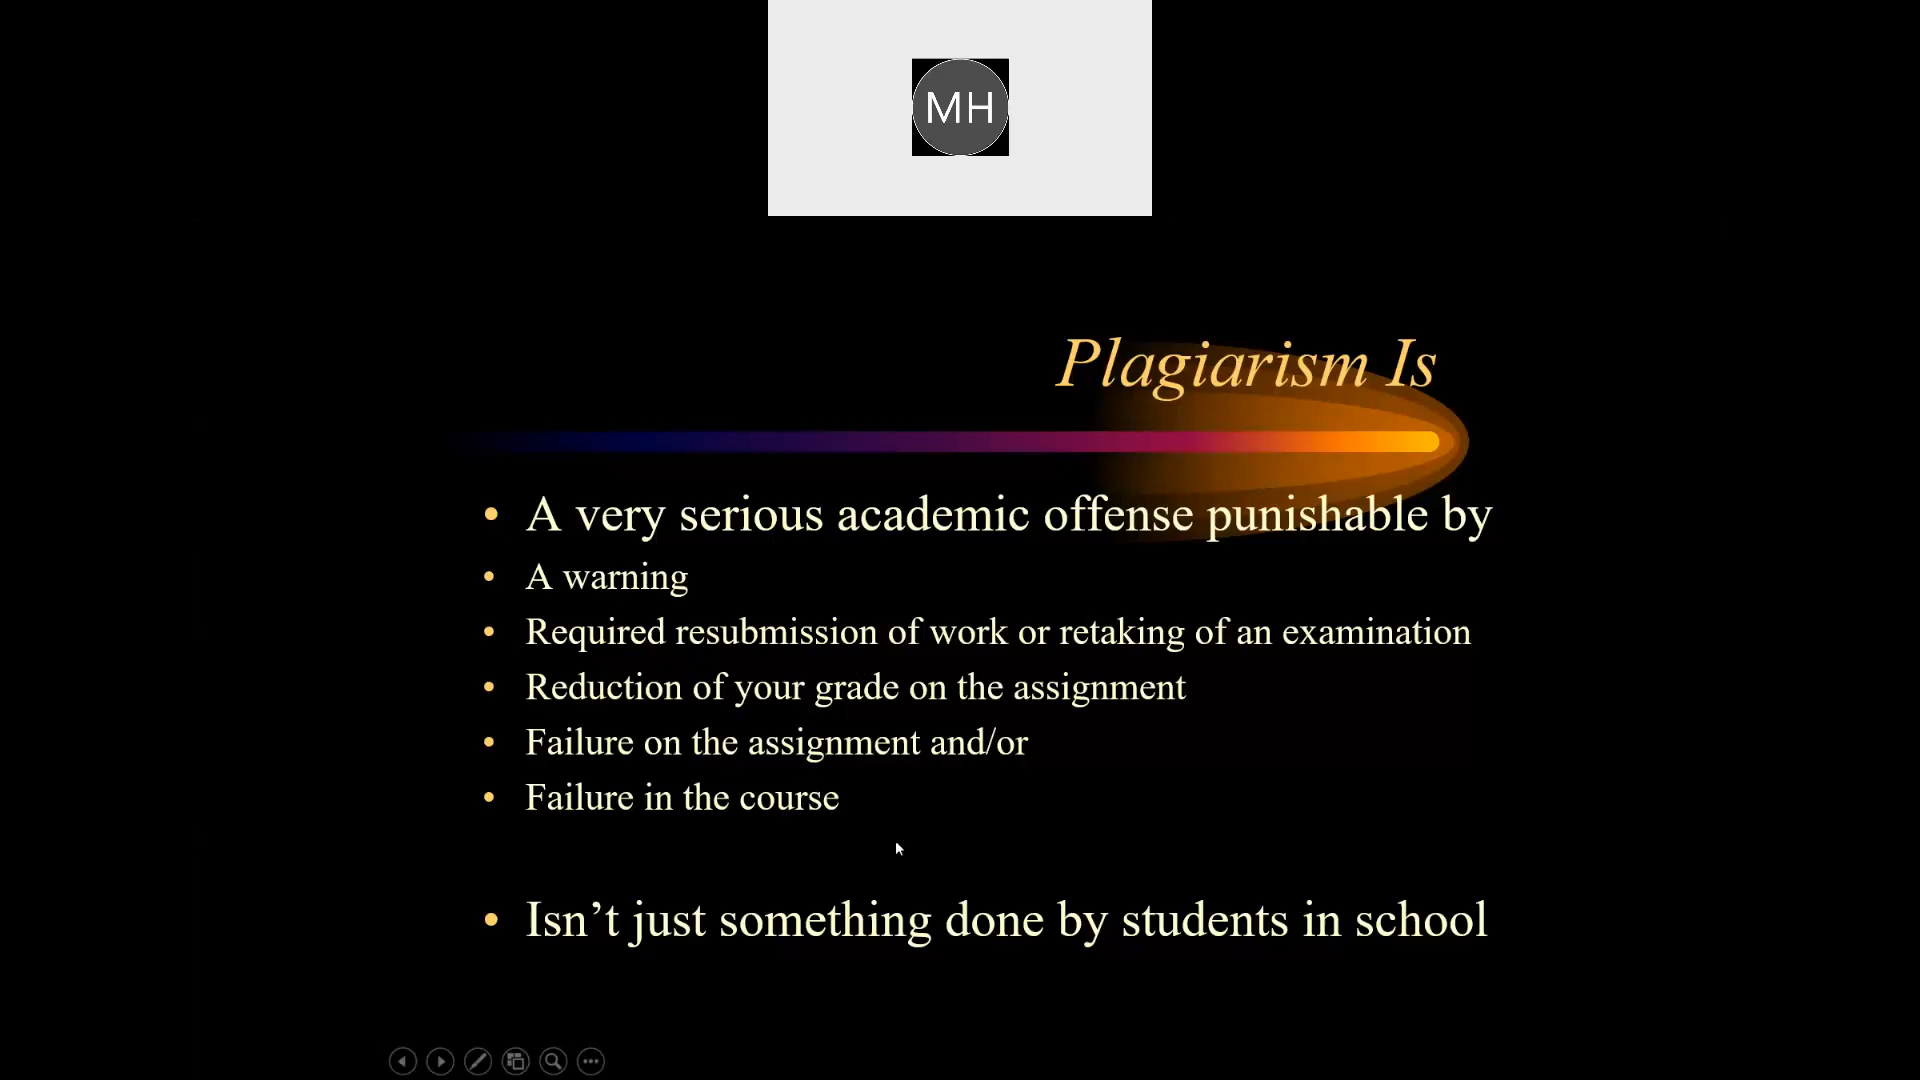 MH
Plagiarism Is
• A very serious academic offense punishable by
• A warning
• Required resubmission of work or retaking of an examination
• Reduction of your grade on the assignment
• Failure on the assignment and/or
• Failure in the course
• Isn’t just something done by students in school